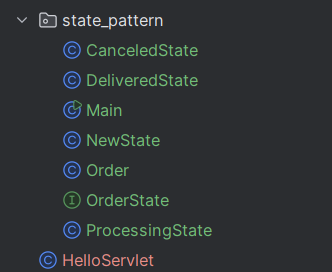 state_pattern
CanceledState
DeliveredState
Main
NewState
Order
OrderState
ProcessingState
HelloServlet